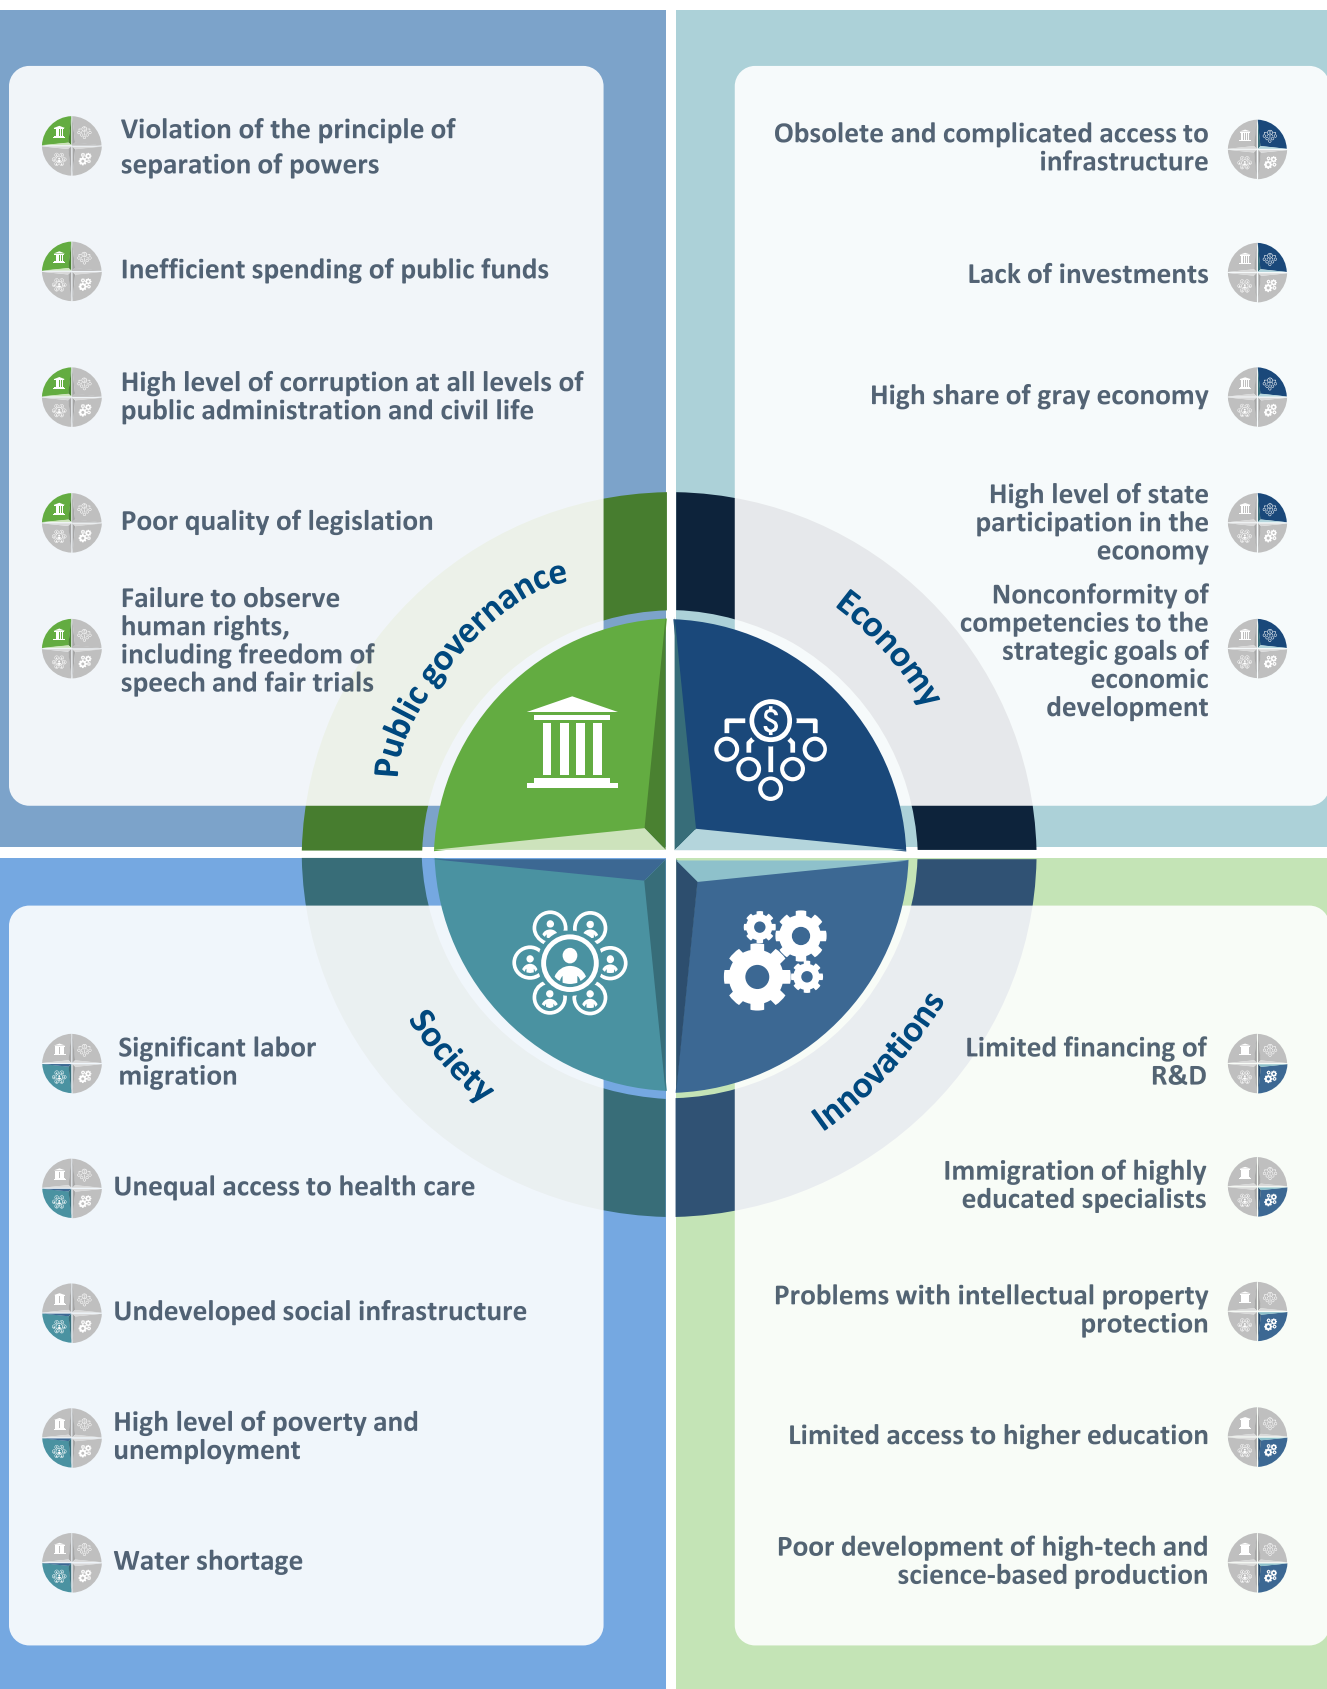 Violation of the principle of
separation of powers
Inefficient spending of public funds
High level of corruption at all levels of
public administration and civil life
Poor quality of legislation
Failure to observe
human rights,
including freedom of
speech and fair trials
Public governance
Obsolete and complicated access to
infrastructure
Lack of investments
High share of gray economy
High level of state
participation in the
economy
Nonconformity of
competencies to the
strategic goals of
economic
development
Economy
$
Society
Significant labor
migration
Unequal access to health care
Undeveloped social infrastructure
High level of poverty and
unemployment
Water shortage
Innovations
Limited financing of
R&D
Immigration of highly
educated specialists
Problems with intellectual property
protection
Limited access to higher education
Poor development of high-tech and
science-based production